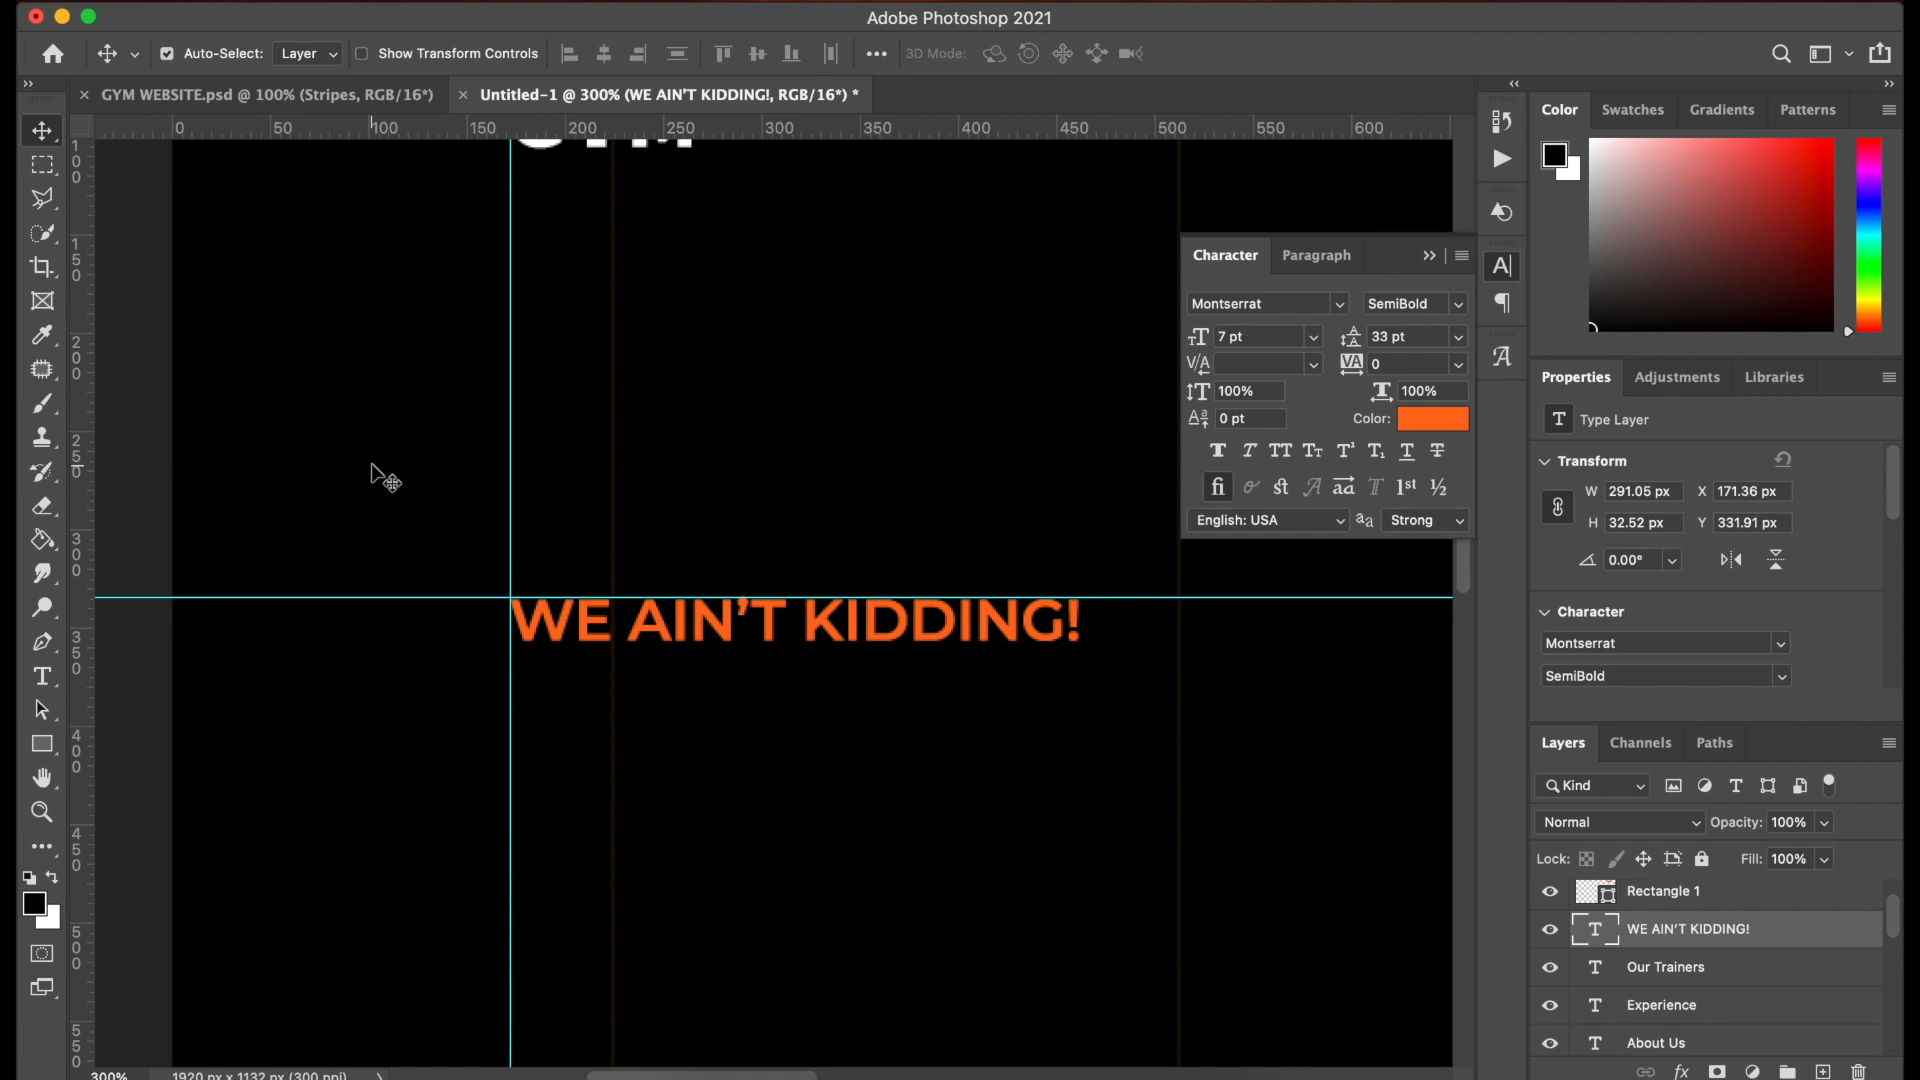 Adobe Photoshop 2021
Auto-Select: Layer Show Transform Controls 3D Mode:
GYM WEBSITE.psd @ 100% (Stripes, RGB/16*) Untitled-1 @ 300% (WE AIN'T KIDDING!, RGB/16*) *
0 50 100 150 200 250 300 350 400 450 500 550 600
100
150
200
250
300
350
400
450
500
550
WE AIN'T KIDDING!
Character Paragraph
Montserrat SemiBold
7 pt 33 pt
0
100% 100%
0 pt Color:
English: USA Strong
Color Swatches Gradients Patterns
Properties Adjustments Libraries
Type Layer
Transform
W 291.05 px X 171.36 px
H 32.52 px Y 331.91 px
0.00°
Character
Montserrat
SemiBold
Layers Channels Paths
Kind
Normal Opacity: 100%
Lock: Fill: 100%
Rectangle 1
WE AIN'T KIDDING!
Our Trainers
Experience
About Us
fx
300% 1920 px x 1132 px (300 ppi)